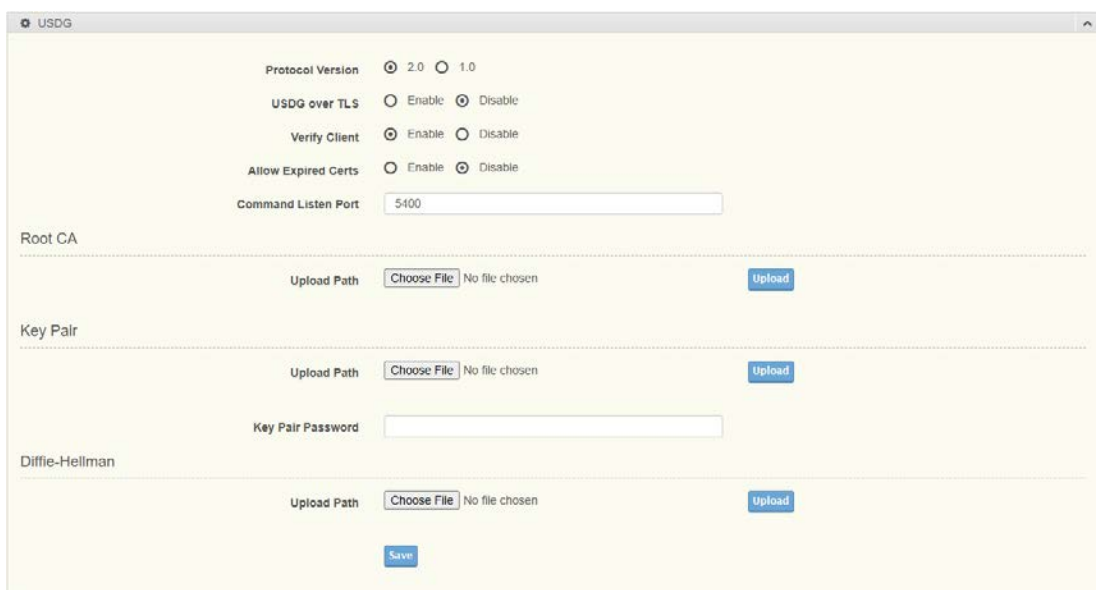 USDG
Protocol Version 2.0 1.0
USDG over TLS Enable Disable
Verify Client Enable Disable
Allow Expired Certs Enable Disable
Command Listen Port 5400
Root CA
Upload Path Choose File No file chosen Upload
Key Pair
Upload Path Choose File No file chosen Upload
Key Pair Password
Diffie-Hellman
Upload Path Choose File No file chosen Upload
Save